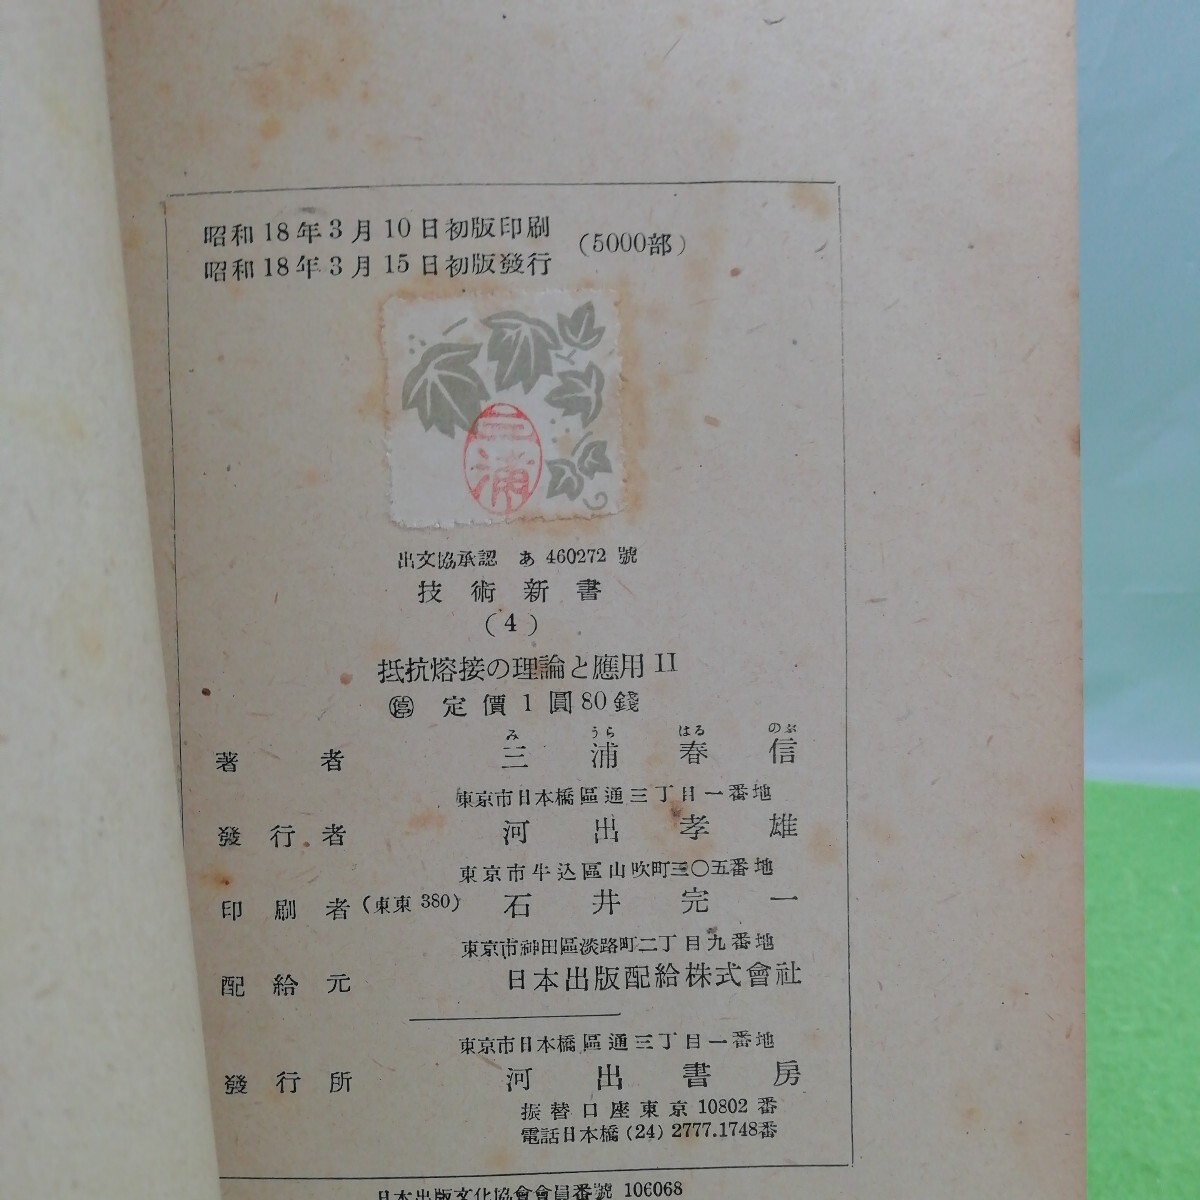 昭和18年3月10日初版印刷
昭和18年3月15日初版發行
(5000部)
三浦
出文協承認 あ 460272 號
技術新書
(4)
抵抗熔接の理論と應用 II
停 定價 1 圓 80 錢
み うら はる のぶ
著者 三浦春信
東京市日本橋區通三丁目一番地
發行者 河出孝雄
東京市牛込區山吹町三〇五番地
印刷者 (東東 380) 石井完一
東京市神田區淡路町二丁目九番地
配給元 日本出版配給株式會社
東京市日本橋區通三丁目一番地
發行所 河出書房
振替口座東京 10802 番
電話日本橋 (24) 2777.1748番
日本出版文化協會會員番號 106068